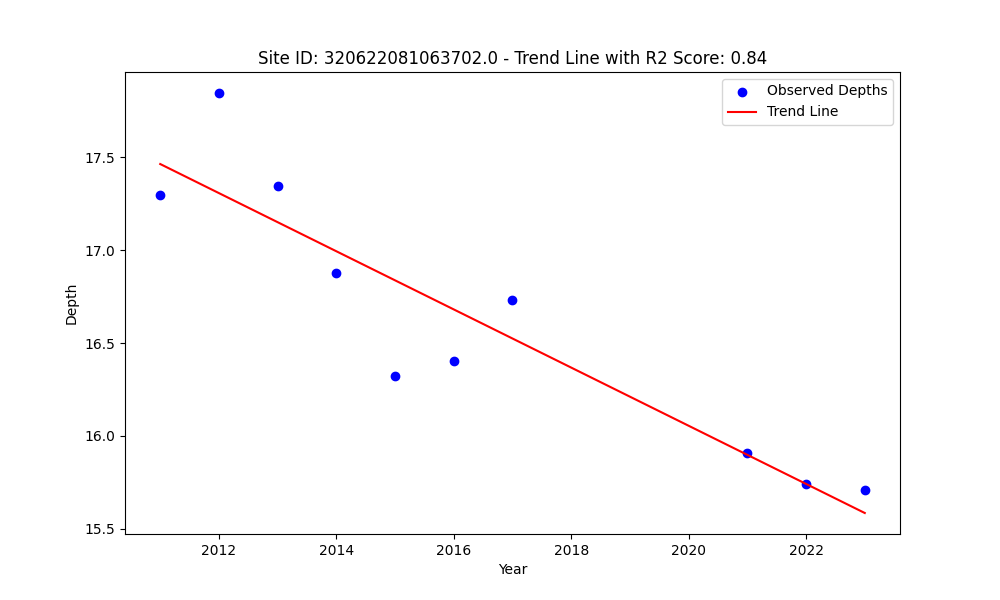 Site ID: 320622081063702.0 - Trend Line with R2 Score: 0.84
Observed Depths
Trend Line
17.5
17.0
16.5
16.0
15.5
Depth
2012
2014
2016
2018
2020
2022
Year